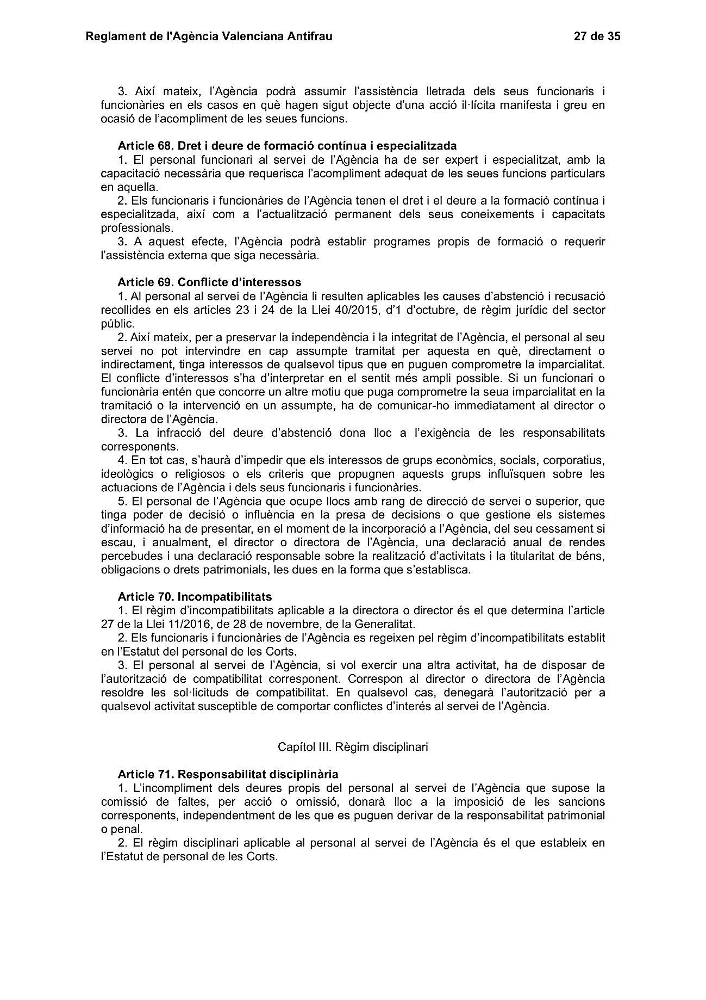 Reglament de l'Agència Valenciana Antifrau 27 de 35
3. Així mateix, l’Agència podrà assumir l’assistència lletrada dels seus funcionaris i
funcionàries en els casos en què hagen sigut objecte d’una acció il·lícita manifesta i greu en
ocasió de l’acompliment de les seues funcions.
Article 68. Dret i deure de formació contínua i especialitzada
1. El personal funcionari al servei de l’Agència ha de ser expert i especialitzat, amb la
capacitació necessària que requerisca l’acompliment adequat de les seues funcions particulars
en aquella.
2. Els funcionaris i funcionàries de l’Agència tenen el dret i el deure a la formació contínua i
especialitzada, així com a l’actualització permanent dels seus coneixements i capacitats
professionals.
3. A aquest efecte, l’Agència podrà establir programes propis de formació o requerir
l’assistència externa que siga necessària.
Article 69. Conflicte d’interessos
1. Al personal al servei de l’Agència li resulten aplicables les causes d’abstenció i recusació
recollides en els articles 23 i 24 de la Llei 40/2015, d’1 d’octubre, de règim jurídic del sector
públic.
2. Així mateix, per a preservar la independència i la integritat de l’Agència, el personal al seu
servei no pot intervindre en cap assumpte tramitat per aquesta en què, directament o
indirectament, tinga interessos de qualsevol tipus que en puguen comprometre la imparcialitat.
El conflicte d’interessos s’ha d’interpretar en el sentit més ampli possible. Si un funcionari o
funcionària entén que concorre un altre motiu que puga comprometre la seua imparcialitat en la
tramitació o la intervenció en un assumpte, ha de comunicar-ho immediatament al director o
directora de l’Agència.
3. La infracció del deure d’abstenció dona lloc a l’exigència de les responsabilitats
corresponents.
4. En tot cas, s’haurà d’impedir que els interessos de grups econòmics, socials, corporatius,
ideològics o religiosos o els criteris que propugnen aquests grups influïsquen sobre les
actuacions de l’Agència i dels seus funcionaris i funcionàries.
5. El personal de l’Agència que ocupe llocs amb rang de direcció de servei o superior, que
tinga poder de decisió o influència en la presa de decisions o que gestione els sistemes
d’informació ha de presentar, en el moment de la incorporació a l’Agència, del seu cessament si
escau, i anualment, el director o directora de l’Agència, una declaració anual de rendes
percebudes i una declaració responsable sobre la realització d’activitats i la titularitat de béns,
obligacions o drets patrimonials, les dues en la forma que s’establisca.
Article 70. Incompatibilitats
1. El règim d’incompatibilitats aplicable a la directora o director és el que determina l’article
27 de la Llei 11/2016, de 28 de novembre, de la Generalitat.
2. Els funcionaris i funcionàries de l’Agència es regeixen pel règim d’incompatibilitats establit
en l’Estatut del personal de les Corts.
3. El personal al servei de l’Agència, si vol exercir una altra activitat, ha de disposar de
l’autorització de compatibilitat corresponent. Correspon al director o directora de l’Agència
resoldre les sol·licituds de compatibilitat. En qualsevol cas, denegarà l’autorització per a
qualsevol activitat susceptible de comportar conflictes d’interés al servei de l’Agència.
Capítol III. Règim disciplinari
Article 71. Responsabilitat disciplinària
1. L’incompliment dels deures propis del personal al servei de l’Agència que supose la
comissió de faltes, per acció o omissió, donarà lloc a la imposició de les sancions
corresponents, independentment de les que es puguen derivar de la responsabilitat patrimonial
o penal.
2. El règim disciplinari aplicable al personal al servei de l’Agència és el que estableix en
l’Estatut de personal de les Corts.